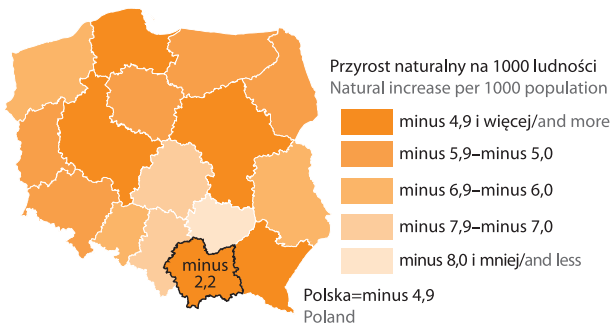 Przyrost naturalny na 1000 ludności
Natural increase per 1000 population
minus 4,9 i więcej/and more
minus 5,9–minus 5,0
minus 6,9–minus 6,0
minus 7,9–minus 7,0
minus 8,0 i mniej/and less
minus
2,2
Polska=minus 4,9
Poland